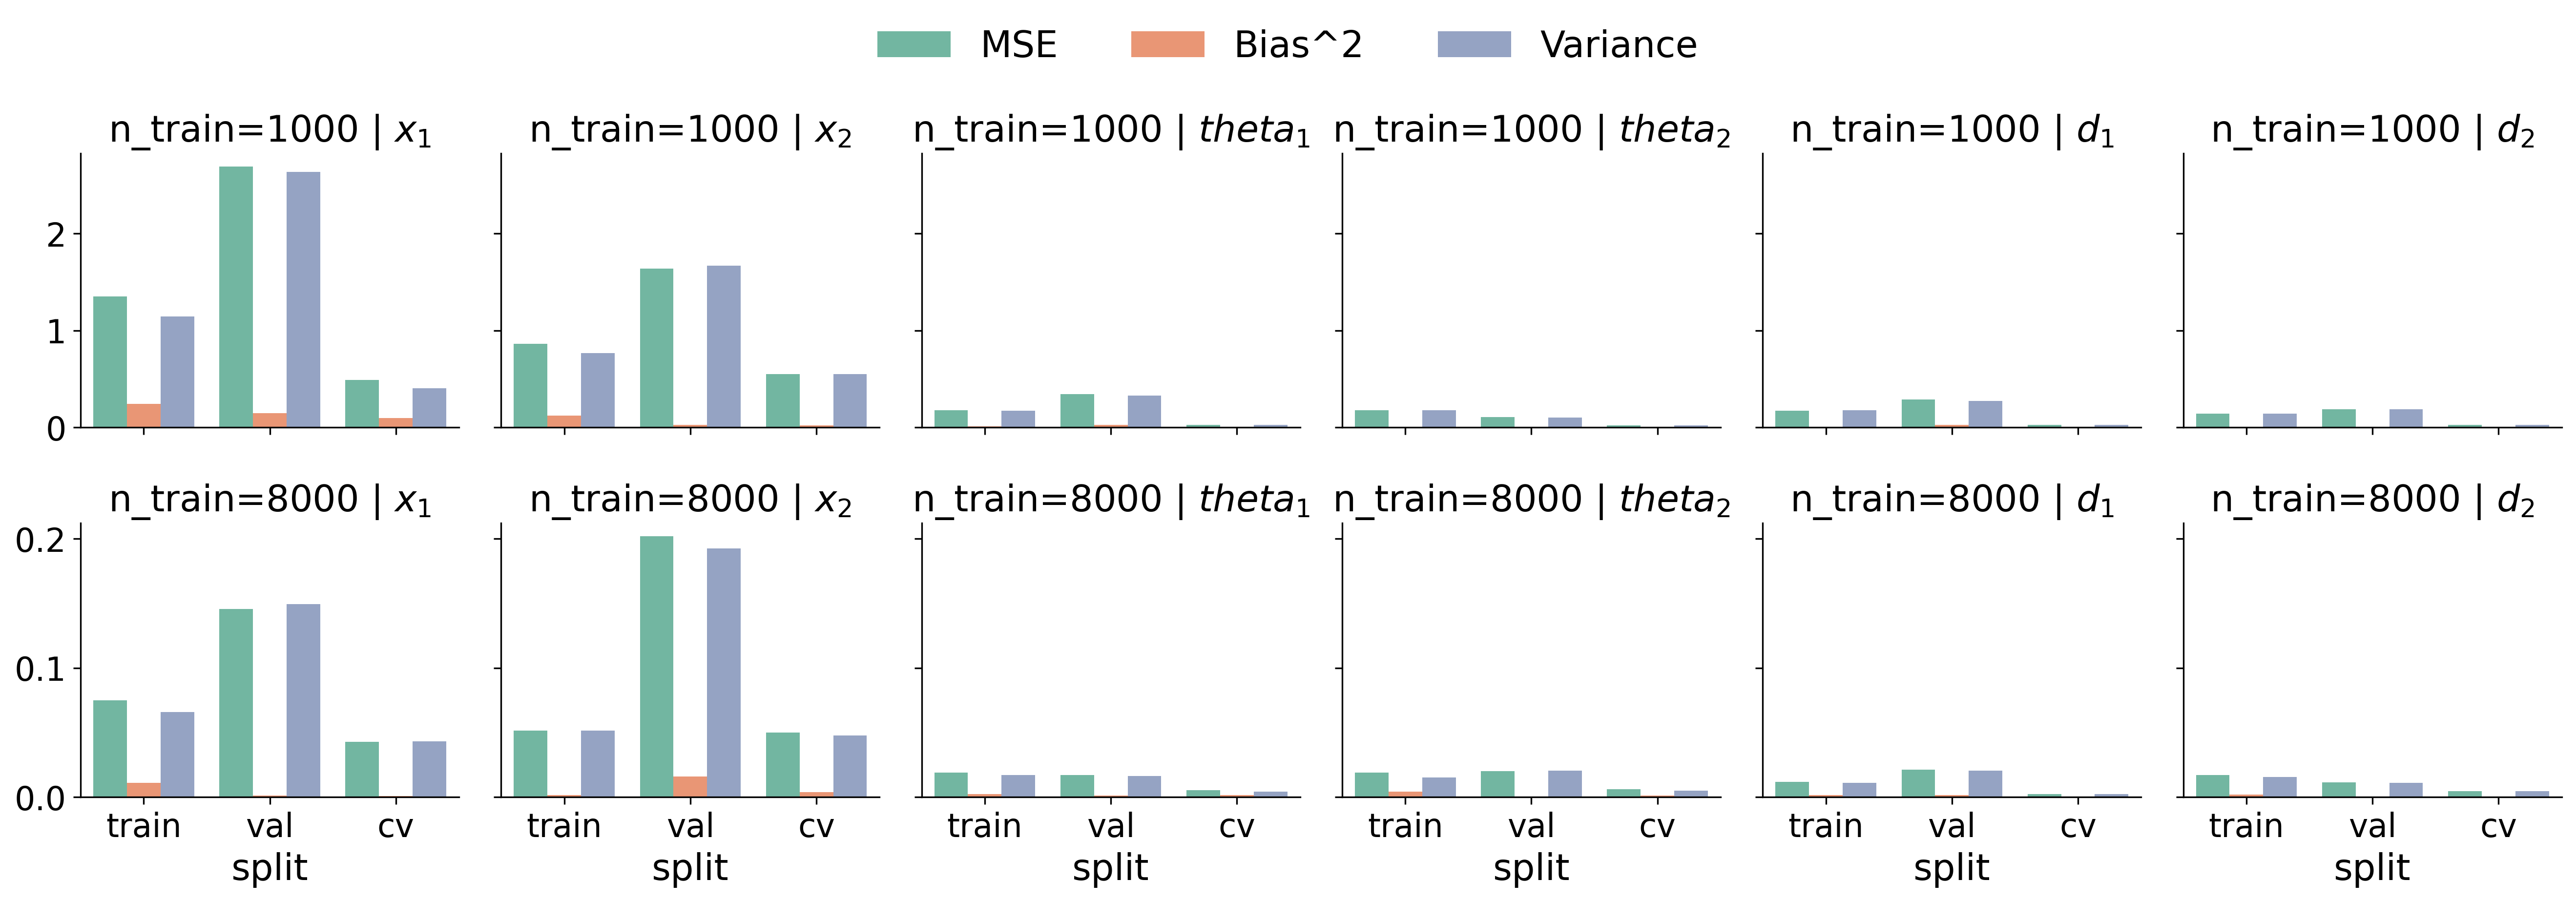 MSE Bias^2 Variance
n_train=1000 | x₁ n_train=1000 | x₂ n_train=1000 | theta₁ n_train=1000 | theta₂ n_train=1000 | d₁ n_train=1000 | d₂
2
1
0
n_train=8000 | x₁ n_train=8000 | x₂ n_train=8000 | theta₁ n_train=8000 | theta₂ n_train=8000 | d₁ n_train=8000 | d₂
0.2
0.1
0.0
train val cv train val cv train val cv train val cv train val cv train val cv
split split split split split split